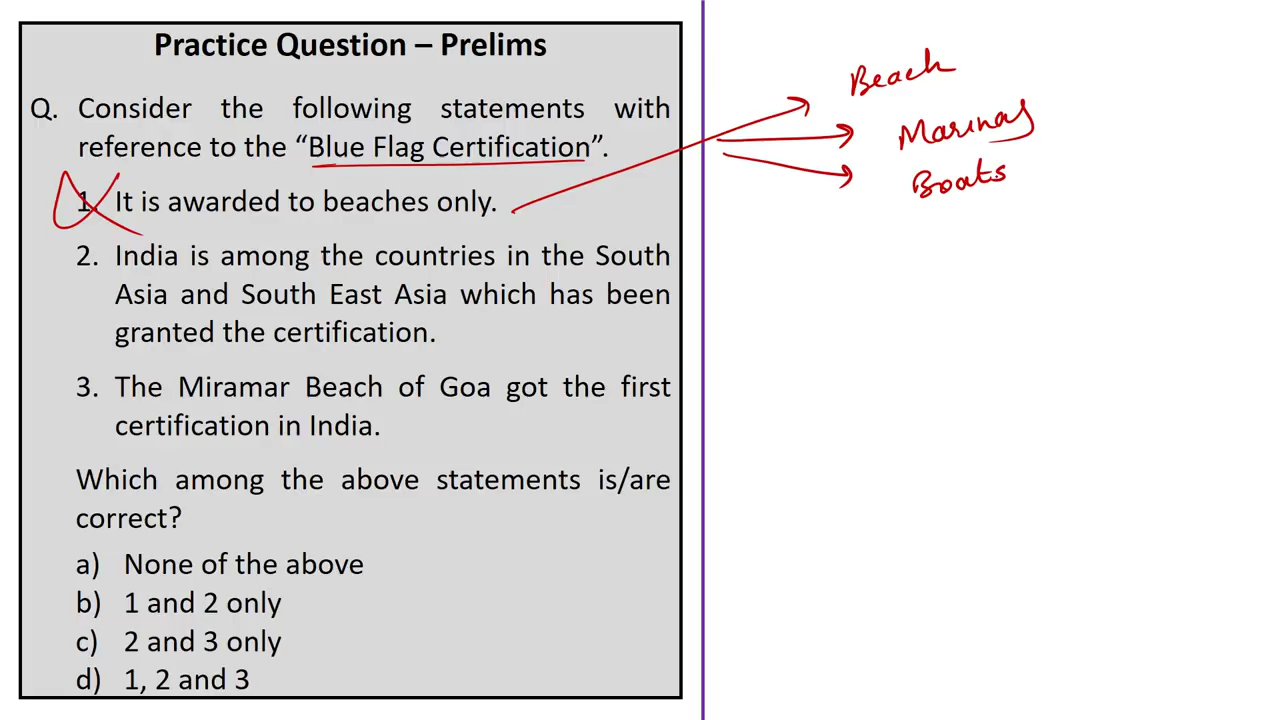 Practice Question – Prelims
Q. Consider the following statements with
reference to the “Blue Flag Certification”.
1. It is awarded to beaches only.
2. India is among the countries in the South
Asia and South East Asia which has been
granted the certification.
3. The Miramar Beach of Goa got the first
certification in India.
Which among the above statements is/are
correct?
a) None of the above
b) 1 and 2 only
c) 2 and 3 only
d) 1, 2 and 3
Beach
Marinas
Boats